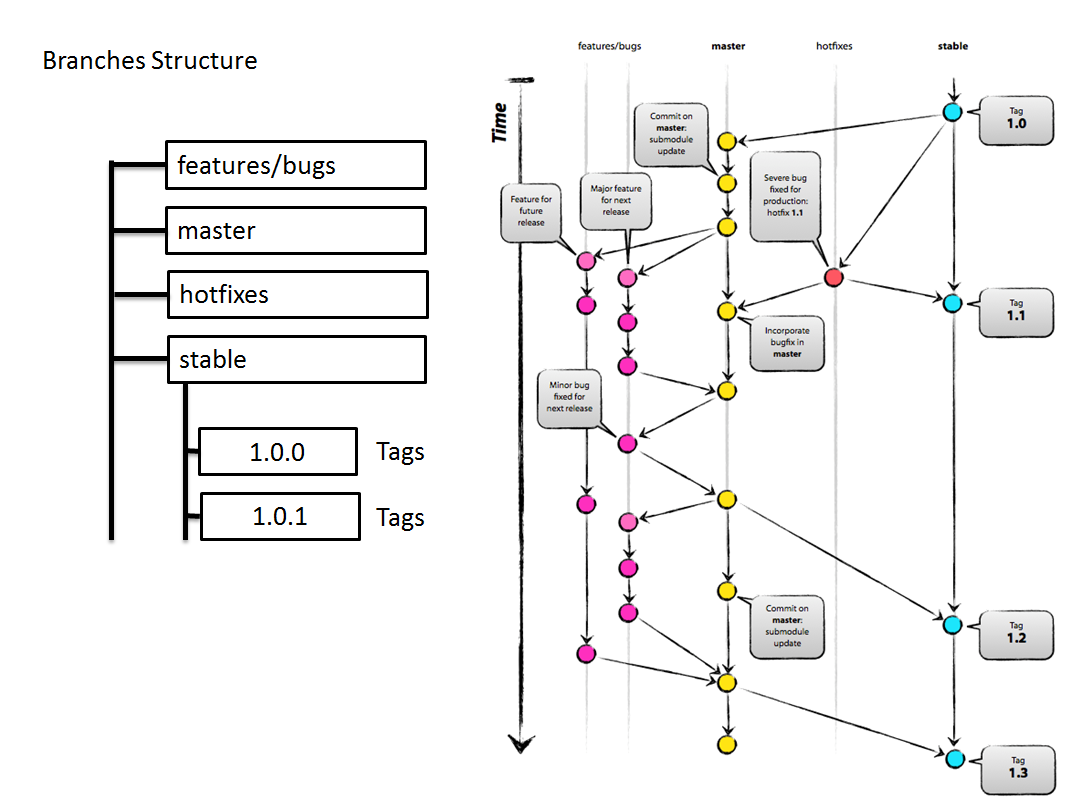 Branches Structure
features/bugs
master
hotfixes
stable
1.0.0
Tags
1.0.1
Tags
features/bugs
master
hotfixes
stable
Time
Tag
1.0
Commit on
master:
submodule
update
Severe bug
fixed for
production:
hotfix 1.1
Major feature
for next
release
Feature for
future
release
Tag
1.1
Incorporate
bugfix in
master
Minor bug
fixed for
next release
Commit on
master:
submodule
update
Tag
1.2
Tag
1.3